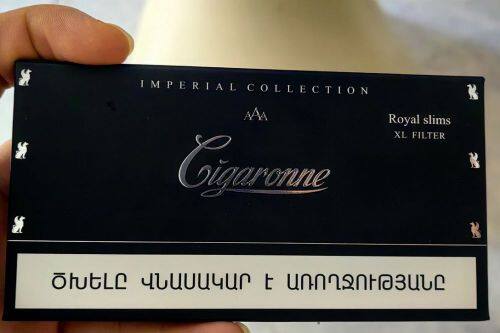 IMPERIAL COLLECTION
AAA
Royal slims
XL FILTER
Cigaronne
ԾԽԵԼԸ ՎՆԱՍԱԿԱՐ Է ԱՌՈՂՋՈՒԹՅԱՆԸ